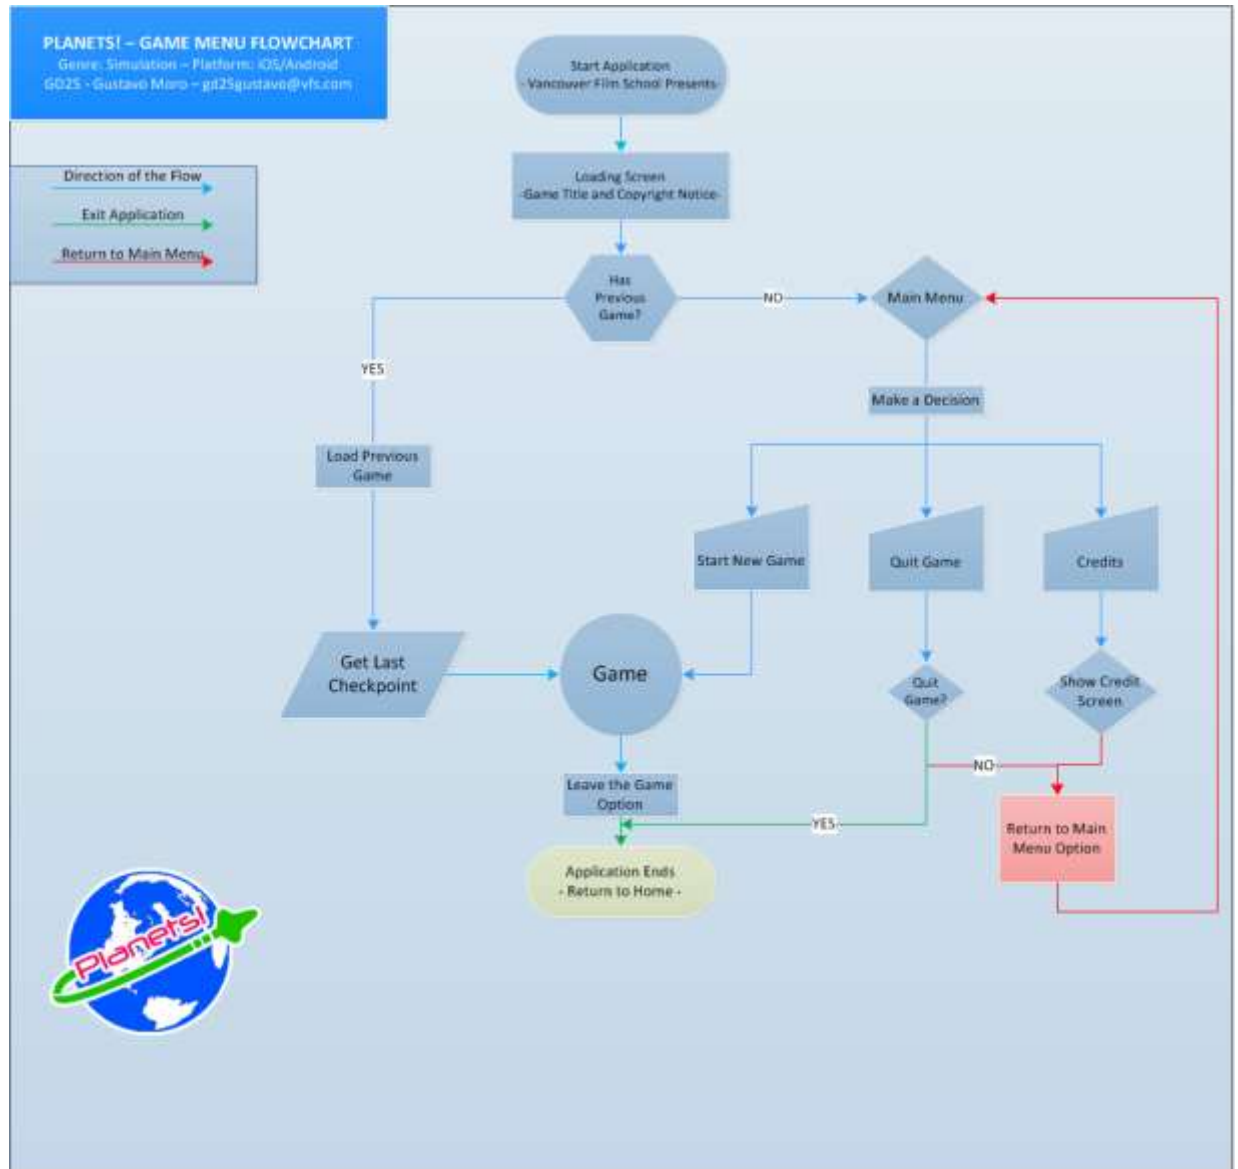 PLANETS! – GAME MENU FLOWCHART
Genre: Simulation – Platform: iOS/Android
GD25 - Gustavo Moro – gd25gustavo@vfs.com
Start Application
- Vancouver Film School Presents-
Direction of the Flow
Exit Application
Return to Main Menu
Loading Screen
-Game Title and Copyright Notice-
Has
Previous
Game?
NO
Main Menu
YES
Make a Decision
Load Previous
Game
Start New Game
Quit Game
Credits
Get Last
Checkpoint
Game
Quit
Game?
Show Credit
Screen
NO
Leave the Game
Option
YES
Return to Main
Menu Option
Application Ends
- Return to Home -
Planets!